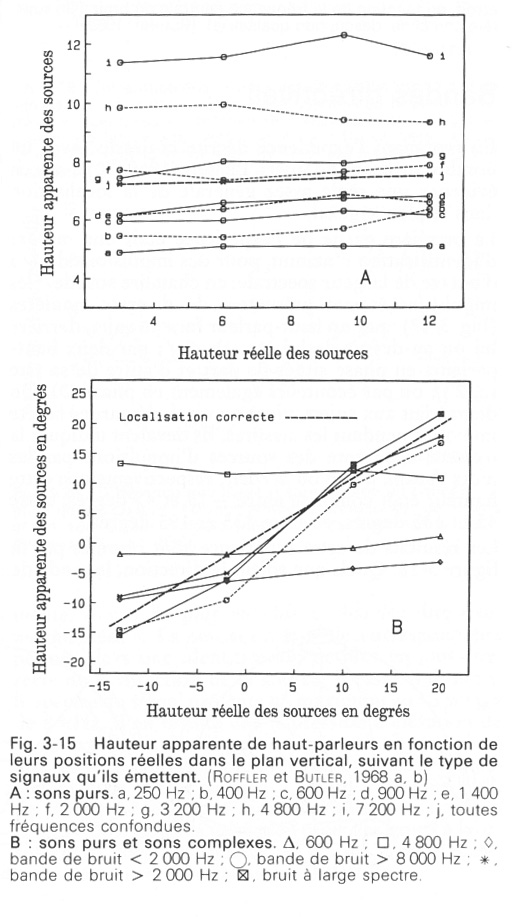 Hauteur apparente des sources
12
10
8
6
4
i
h
f
g
j
d e
c
b
a
i
h
g
f
j
d
e
b
c
a
A
4 6 8 10 12
Hauteur réelle des sources
Hauteur apparente des sources en degrés
25
20
15
10
5
0
-5
-10
-15
-20
Localisation correcte
B
-15 -10 -5 0 5 10 15 20
Hauteur réelle des sources en degrés
Fig. 3-15 Hauteur apparente de haut-parleurs en fonction de
leurs positions réelles dans le plan vertical, suivant le type de
signaux qu'ils émettent. (ROFFLER et BUTLER, 1968 a, b)
A : sons purs. a, 250 Hz ; b, 400 Hz ; c, 600 Hz ; d, 900 Hz ; e, 1 400
Hz ; f, 2 000 Hz ; g, 3 200 Hz ; h, 4 800 Hz ; i, 7 200 Hz ; j, toutes
fréquences confondues.
B : sons purs et sons complexes. Δ, 600 Hz ; □, 4 800 Hz ; ◇,
bande de bruit < 2 000 Hz ; ◯, bande de bruit > 8 000 Hz ; *,
bande de bruit > 2 000 Hz ; ⊠, bruit à large spectre.